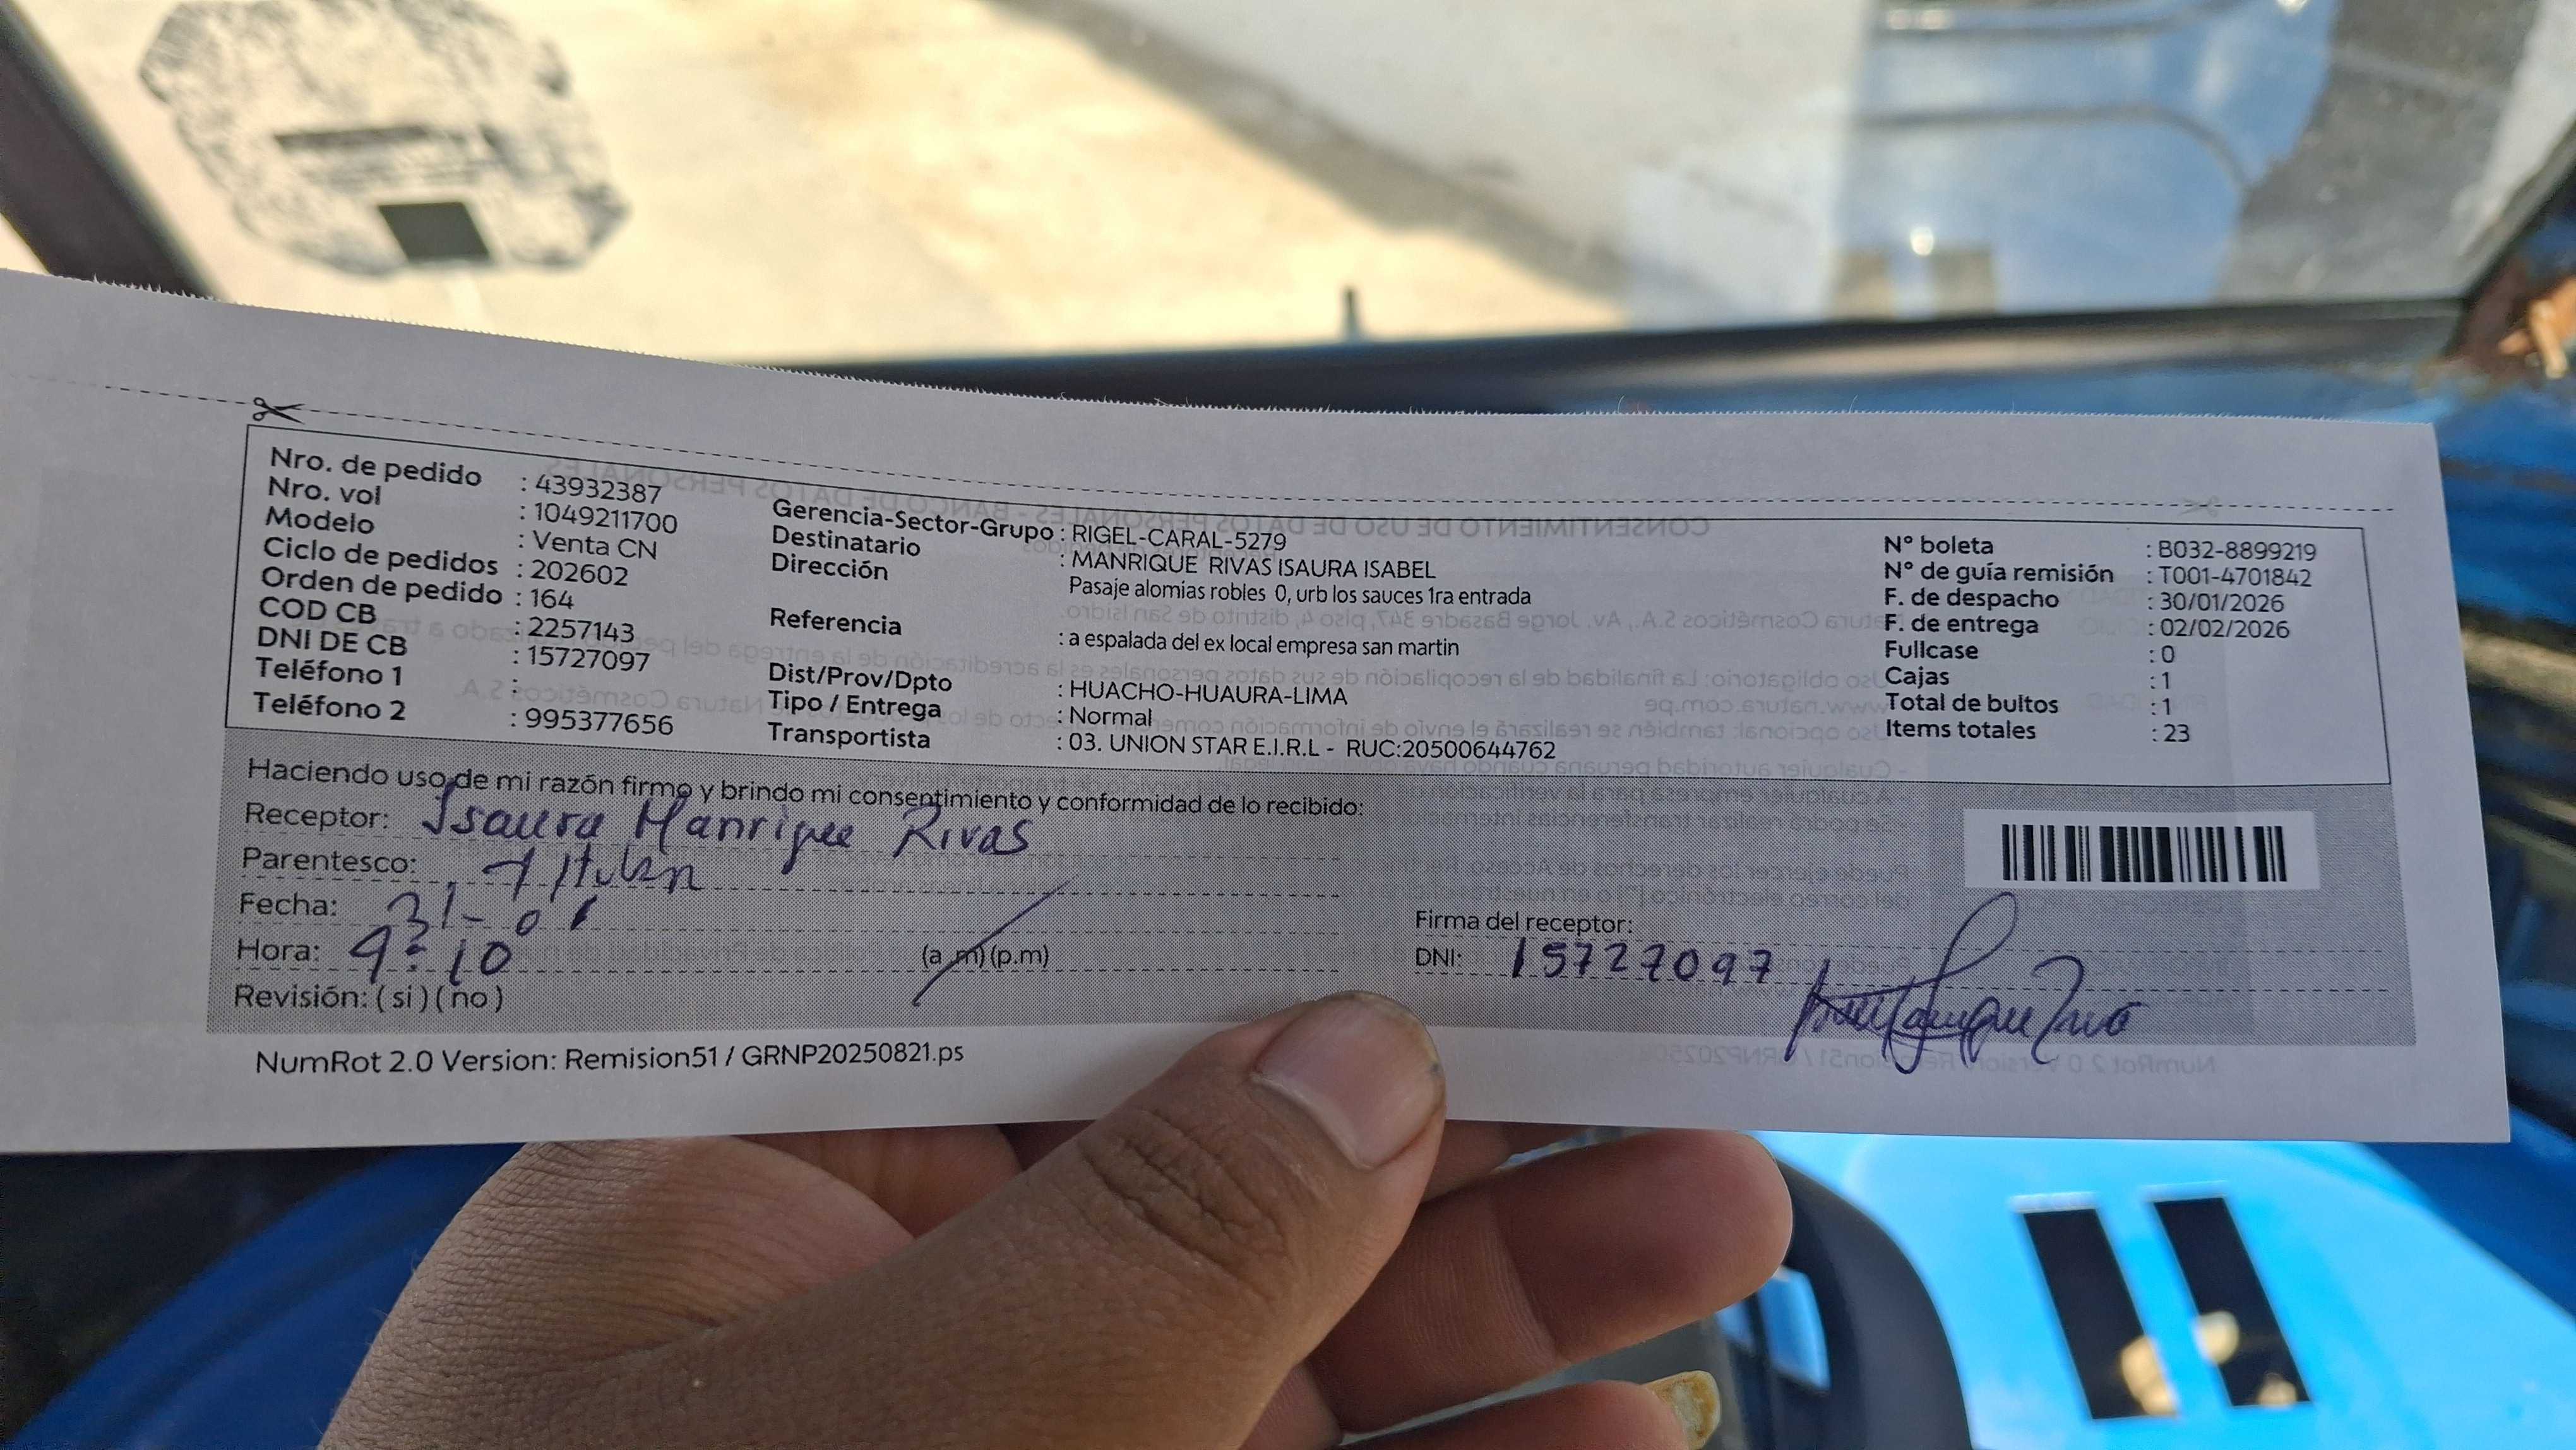 Nro. de pedido : 43932387
Nro. vol : 1049211700
Modelo : Venta CN
Ciclo de pedidos : 202602
Orden de pedido : 164
COD CB : 2257143
DNI DE CB : 15727097
Teléfono 1 :
Teléfono 2 : 995377656
Gerencia-Sector-Grupo : RIGEL-CARAL-5279
Destinatario : MANRIQUE RIVAS ISAURA ISABEL
Dirección Pasaje alomias robles 0, urb los sauces 1ra entrada
Referencia : a espalada del ex local empresa san martin
Dist/Prov/Dpto : HUACHO-HUAURA-LIMA
Tipo / Entrega : Normal
Transportista : 03. UNION STAR E.I.R.L - RUC:20500644762
N° boleta : B032-8899219
N° de guía remisión : T001-4701842
F. de despacho : 30/01/2026
F. de entrega : 02/02/2026
Fullcase : 0
Cajas : 1
Total de bultos : 1
Items totales : 23
Haciendo uso de mi razón firmo y brindo mi consentimiento y conformidad de lo recibido:
Receptor: Isaura Manrique Rivas
Parentesco: Titular
Fecha: 31-01
Hora: 9:10 (a.m)(p.m)
Revisión: (si)(no)
Firma del receptor:
DNI: 15727097
NumRot 2.0 Version: Remision51 / GRNP20250821.ps